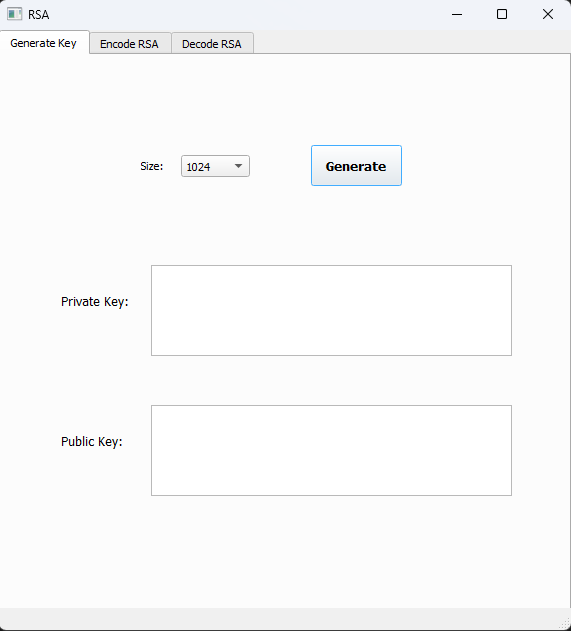 RSA
Generate Key Encode RSA Decode RSA
Size: 1024 Generate
Private Key:
Public Key: